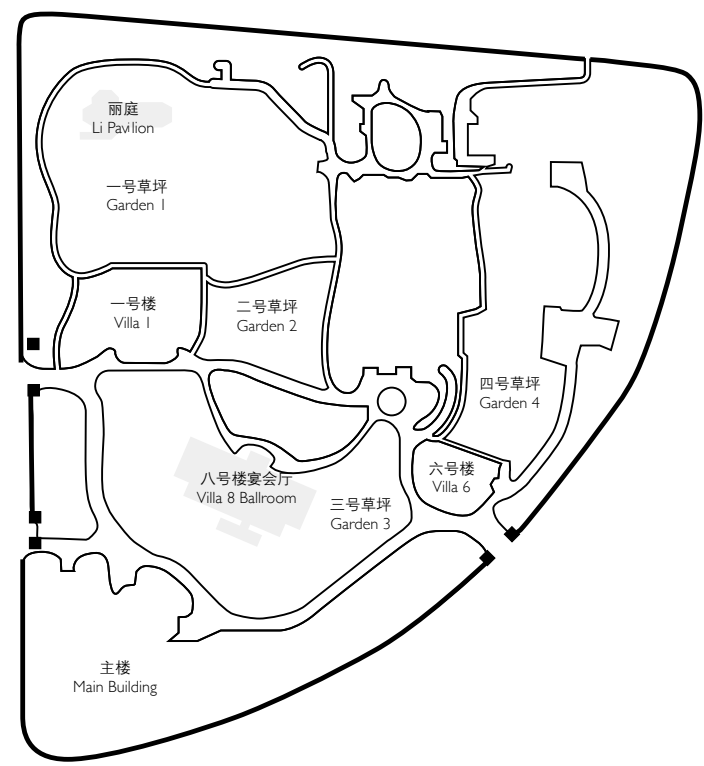 丽庭
Li Pavilion
一号草坪
Garden 1
一号楼
Villa 1
二号草坪
Garden 2
四号草坪
Garden 4
八号楼宴会厅
Villa 8 Ballroom
六号楼
Villa 6
三号草坪
Garden 3
主楼
Main Building